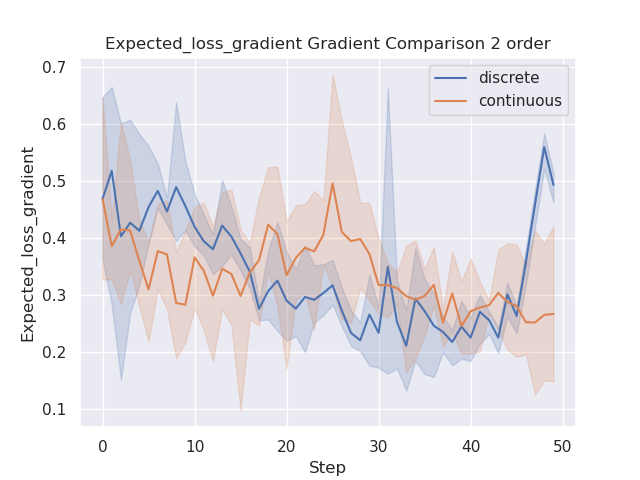 Expected_loss_gradient Gradient Comparison 2 order
0.7
0.6
0.5
0.4
0.3
0.2
0.1
Expected_loss_gradient
discrete
continuous
0 10 20 30 40 50
Step